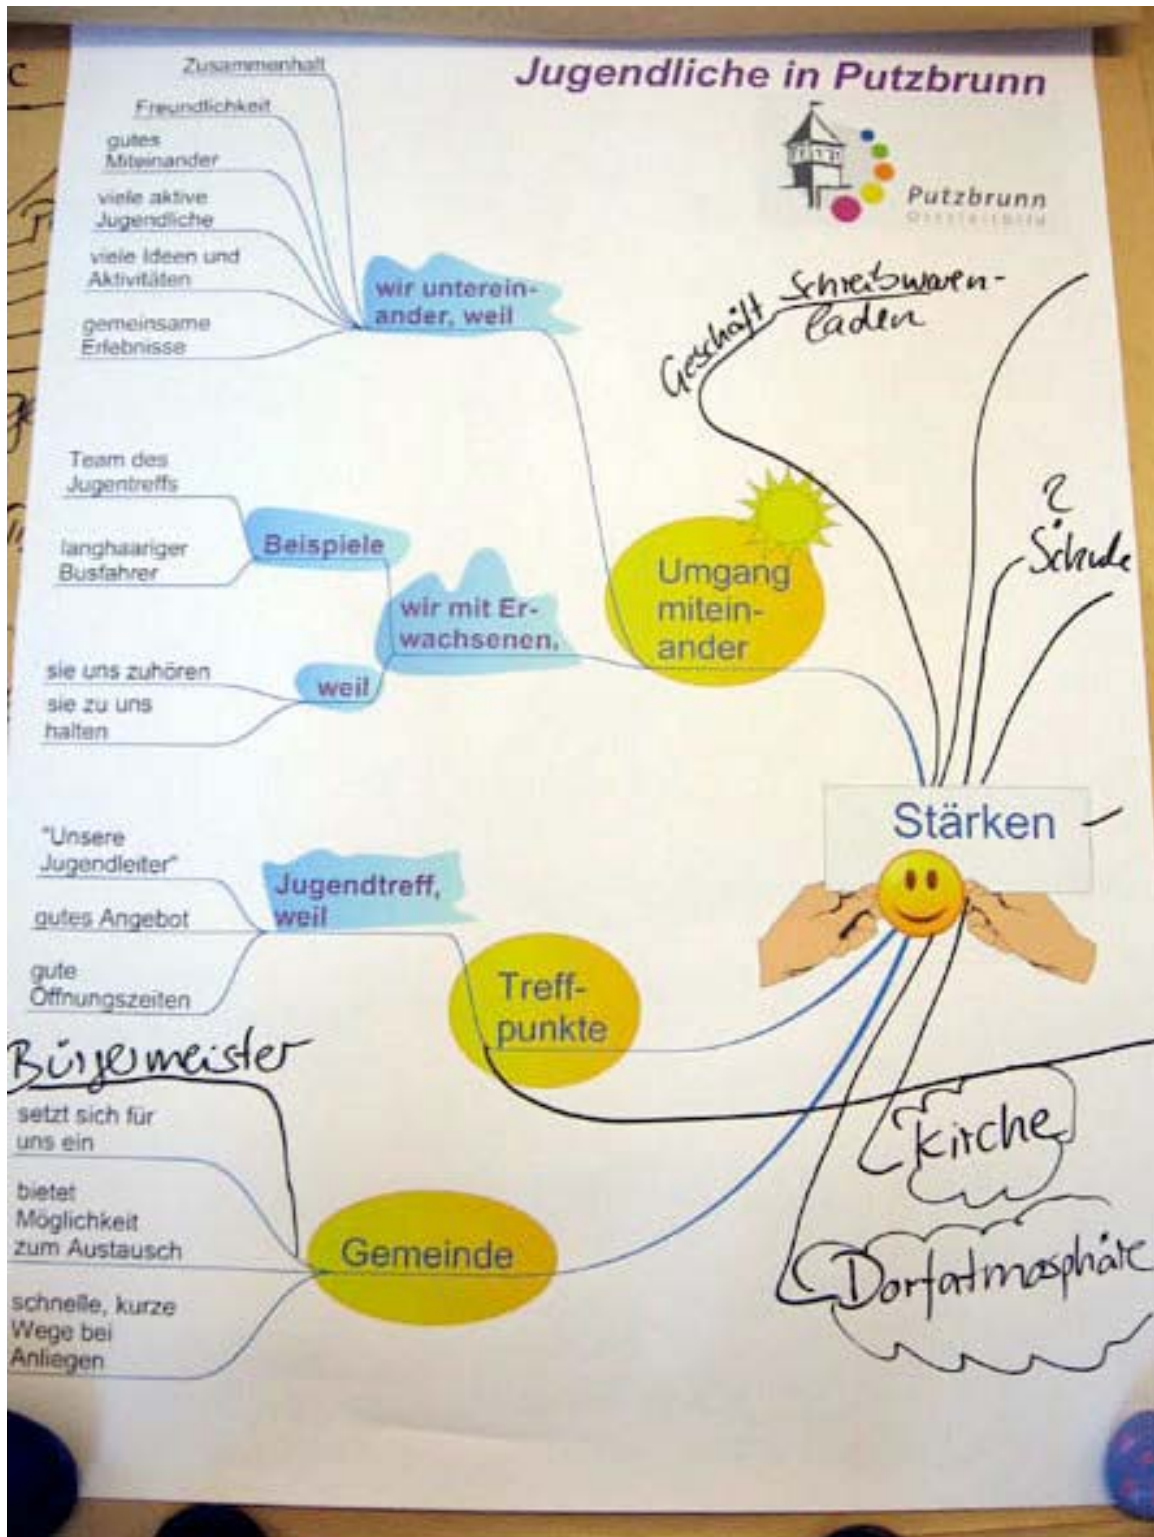 Jugendliche in Putzbrunn
Putzbrunn
Ortsleitbild
Zusammenhalt
Freundlichkeit
gutes
Miteinander
viele aktive
Jugendliche
viele Ideen und
Aktivitäten
gemeinsame
Erlebnisse
wir unterein-
ander, weil
Geschäft
Schreibwaren-
laden
Team des
Jugentreffs
langhaariger
Busfahrer
Beispiele
wir mit Er-
wachsenen,
weil
sie uns zuhören
sie zu uns
halten
Umgang
mitein-
ander
?
Schule
Stärken
"Unsere
Jugendleiter"
gutes Angebot
gute
Öffnungszeiten
Jugendtreff,
weil
Treff-
punkte
Bürgermeister
setzt sich für
uns ein
bietet
Möglichkeit
zum Austausch
schnelle, kurze
Wege bei
Anliegen
Gemeinde
Kirche
Dorfatmosphäre